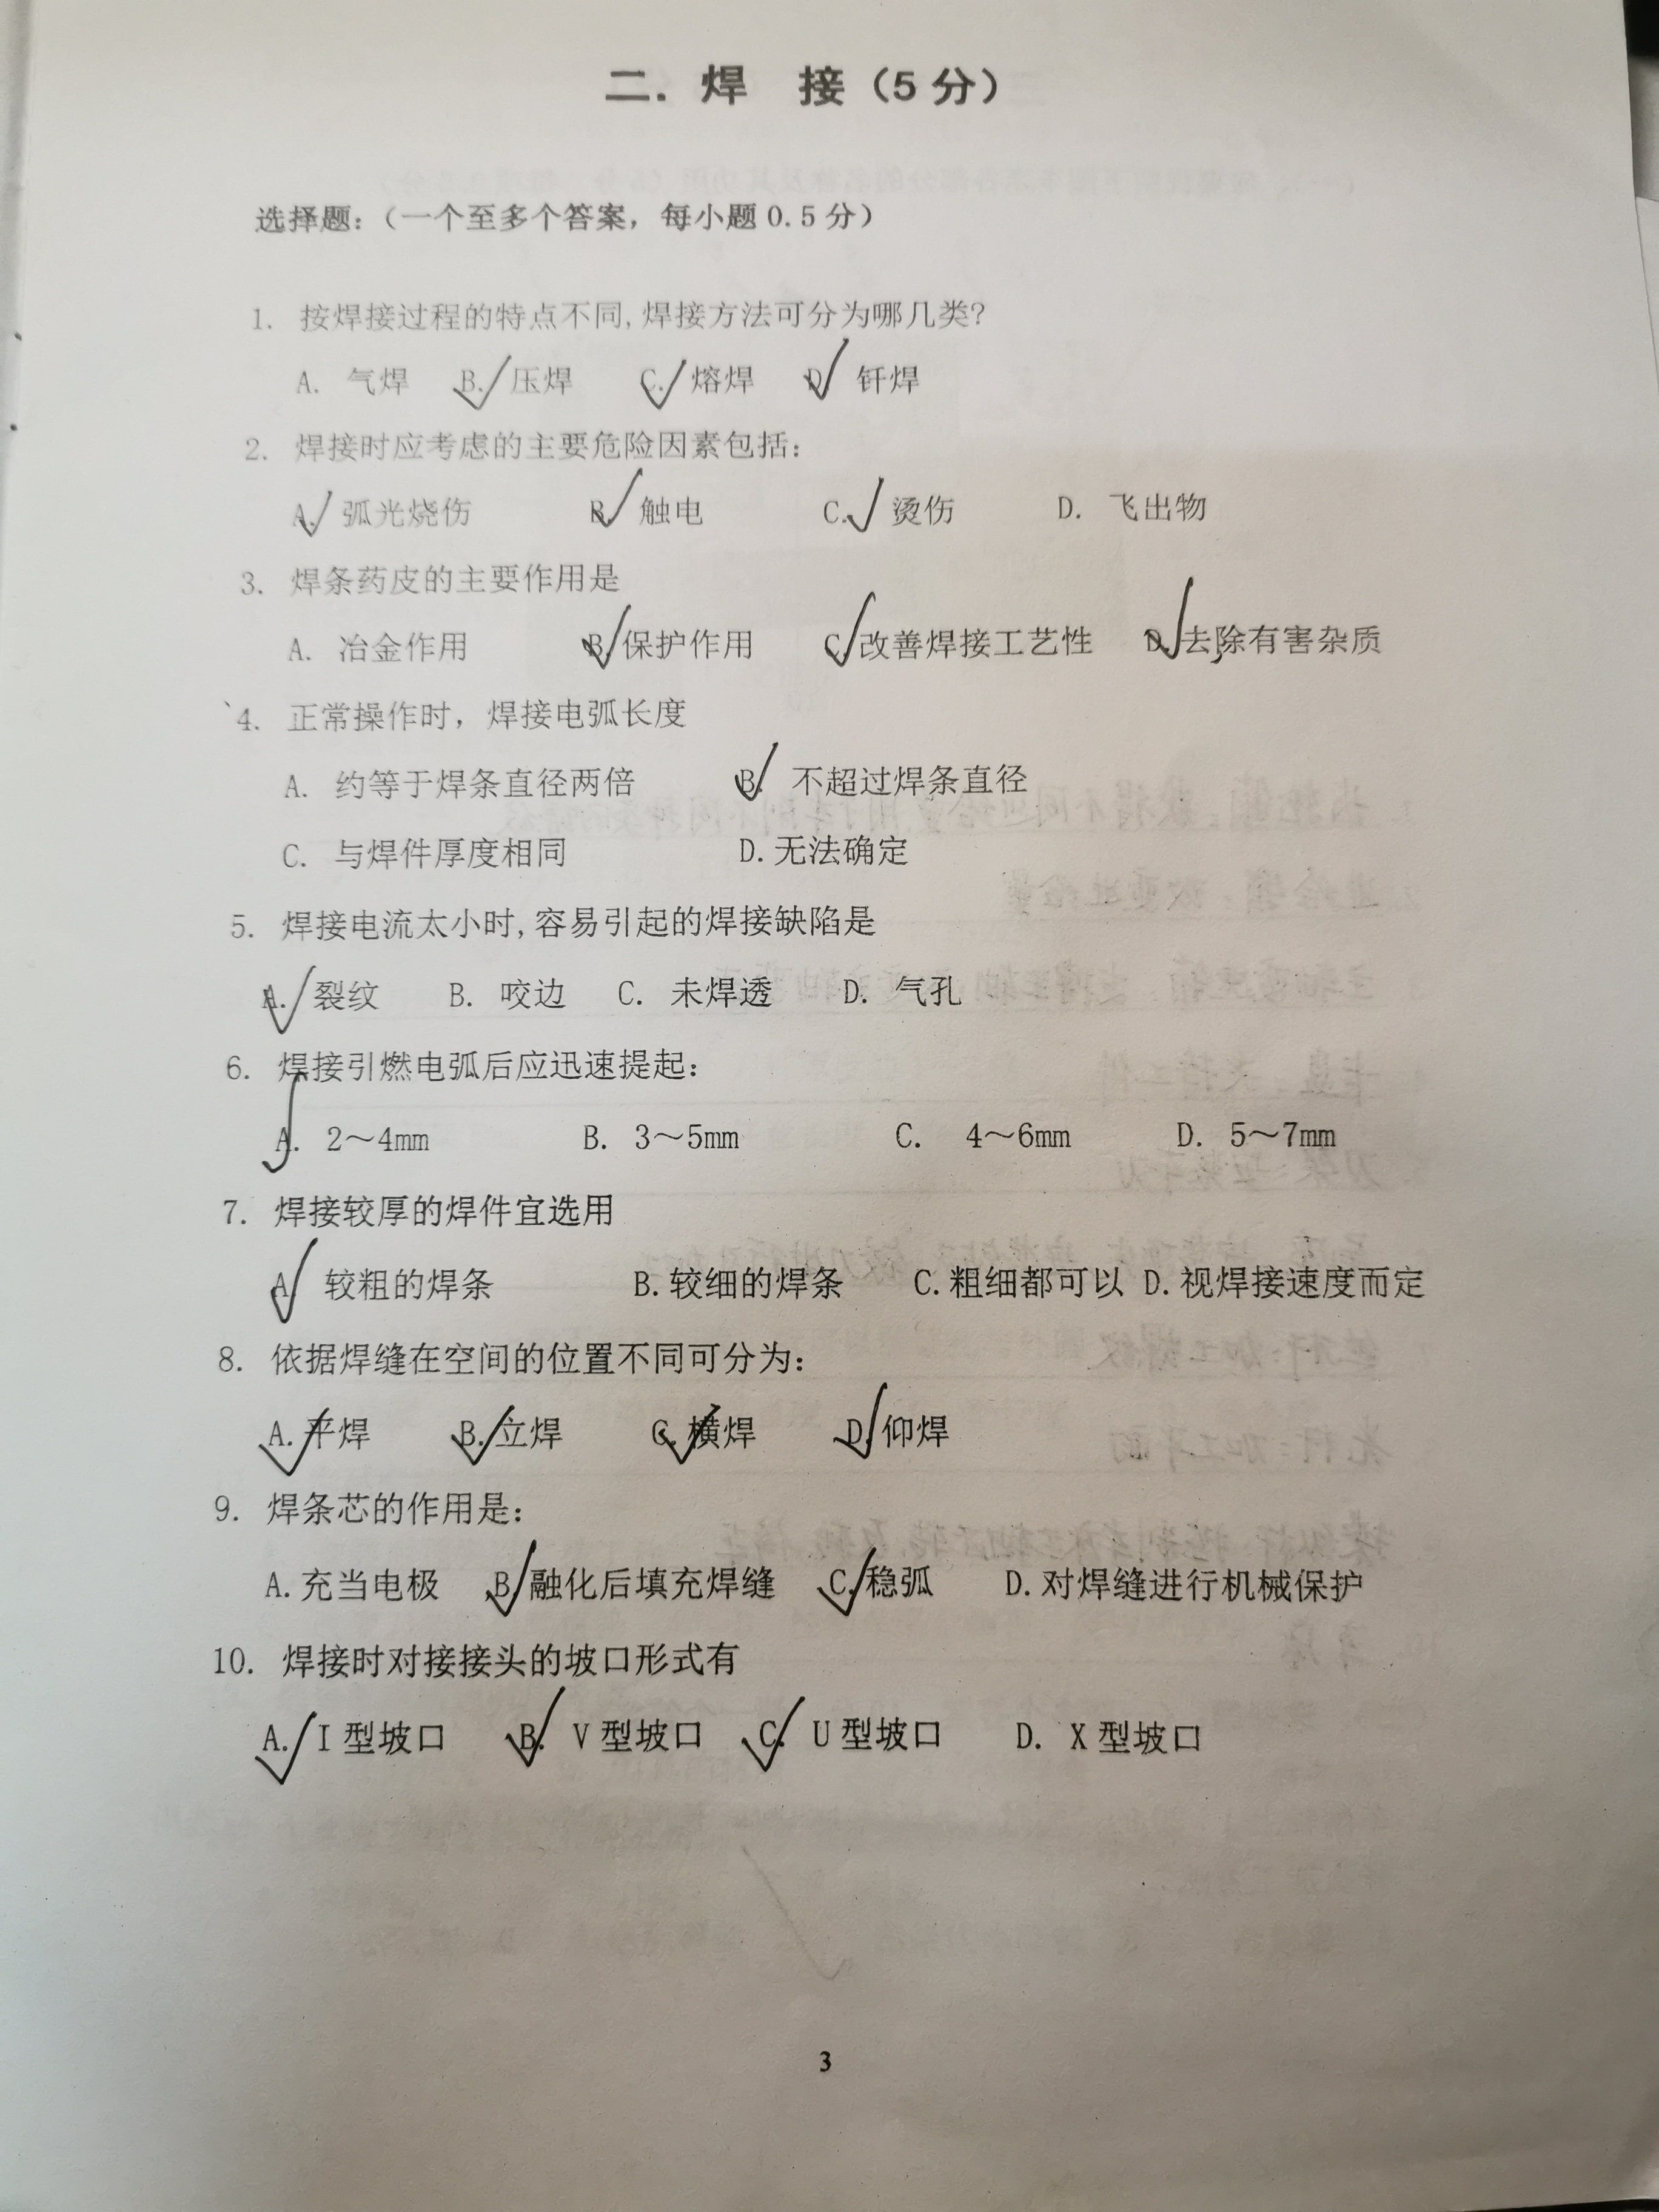 二. 焊 接（5 分）
选择题:（一个至多个答案, 每小题 0.5 分）
1. 按焊接过程的特点不同, 焊接方法可分为哪几类?
A. 气焊 B. 压焊 C. 熔焊 D. 钎焊
2. 焊接时应考虑的主要危险因素包括:
A. 弧光烧伤 B. 触电 C. 烫伤 D. 飞出物
3. 焊条药皮的主要作用是
A. 冶金作用 B. 保护作用 C. 改善焊接工艺性 D. 去除有害杂质
4. 正常操作时, 焊接电弧长度
A. 约等于焊条直径两倍 B. 不超过焊条直径
C. 与焊件厚度相同 D. 无法确定
5. 焊接电流太小时, 容易引起的焊接缺陷是
A. 裂纹 B. 咬边 C. 未焊透 D. 气孔
6. 焊接引燃电弧后应迅速提起:
A. 2～4mm B. 3～5mm C. 4～6mm D. 5～7mm
7. 焊接较厚的焊件宜选用
A. 较粗的焊条 B. 较细的焊条 C. 粗细都可以 D. 视焊接速度而定
8. 依据焊缝在空间的位置不同可分为:
A. 平焊 B. 立焊 C. 横焊 D. 仰焊
9. 焊条芯的作用是:
A. 充当电极 B. 融化后填充焊缝 C. 稳弧 D. 对焊缝进行机械保护
10. 焊接时对接接头的坡口形式有
A. I 型坡口 B. V 型坡口 C. U 型坡口 D. X 型坡口
3